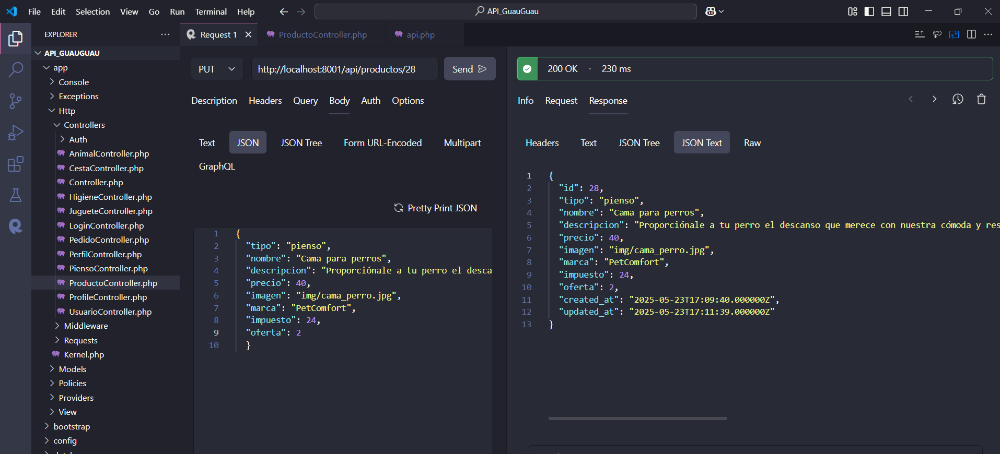 File Edit Selection View Go Run Terminal Help
API_GuauGuau
EXPLORER
Request 1
ProductoController.php
api.php
API_GUAUGUAU
app
Console
Exceptions
Http
Controllers
Auth
AnimalController.php
CestaController.php
Controller.php
HigieneController.php
JugueteController.php
LoginController.php
PedidoController.php
PerfilController.php
PiensoController.php
ProductoController.php
ProfileController.php
UsuarioController.php
Middleware
Requests
Kernel.php
Models
Policies
Providers
View
bootstrap
config
PUT
http://localhost:8001/api/productos/28
Send
Description Headers Query Body Auth Options
Text JSON JSON Tree Form URL-Encoded Multipart
GraphQL
Pretty Print JSON
1 {
2 "tipo": "pienso",
3 "nombre": "Cama para perros",
4 "descripcion": "Proporciónale a tu perro el desca
5 "precio": 40,
6 "imagen": "img/cama_perro.jpg",
7 "marca": "PetComfort",
8 "impuesto": 24,
9 "oferta": 2
10 }
200 OK · 230 ms
Info Request Response
Headers Text JSON Tree JSON Text Raw
1 {
2 "id": 28,
3 "tipo": "pienso",
4 "nombre": "Cama para perros",
5 "descripcion": "Proporciónale a tu perro el descanso que merece con nuestra cómoda y res
6 "precio": 40,
7 "imagen": "img/cama_perro.jpg",
8 "marca": "PetComfort",
9 "impuesto": 24,
10 "oferta": 2,
11 "created_at": "2025-05-23T17:09:40.000000Z",
12 "updated_at": "2025-05-23T17:11:39.000000Z"
13 }